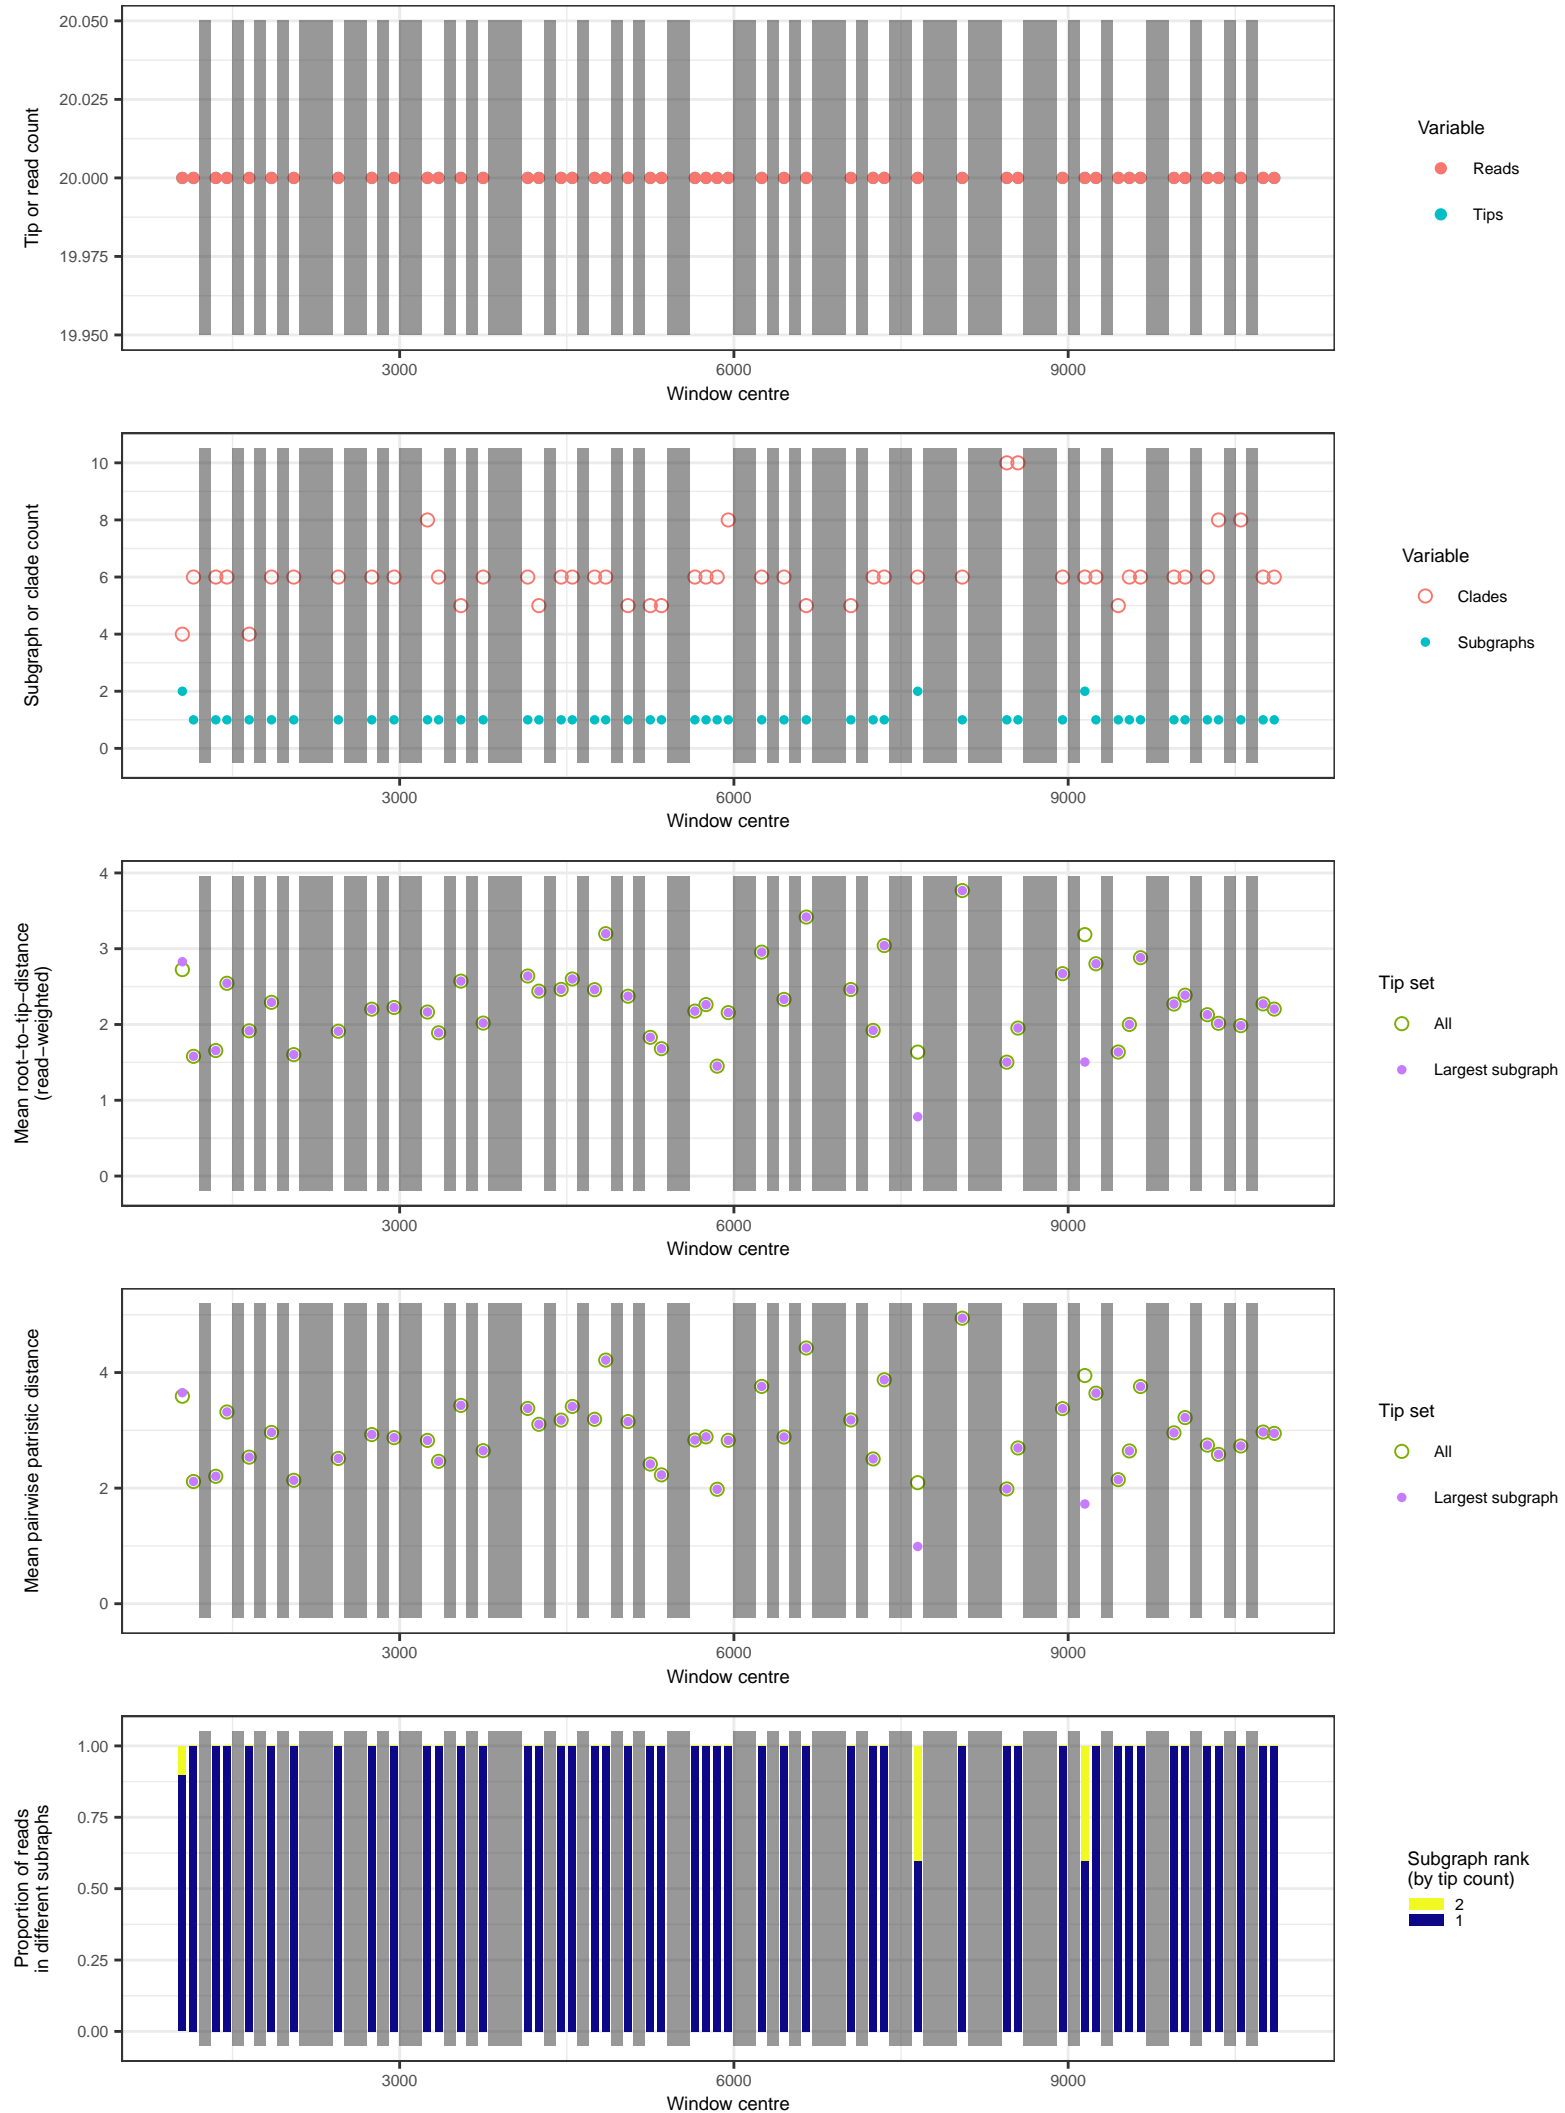 20.050
20.025
20.000
19.975
19.950
Tip or read count
3000
6000
9000
Window centre
Variable
Reads
Tips
10
8
6
4
2
0
Subgraph or clade count
3000
6000
9000
Window centre
Variable
Clades
Subgraphs
4
3
2
1
0
Mean root−to−tip−distance
(read−weighted)
3000
6000
9000
Window centre
Tip set
All
Largest subgraph
4
2
0
Mean pairwise patristic distance
3000
6000
9000
Window centre
Tip set
All
Largest subgraph
1.00
0.75
0.50
0.25
0.00
Proportion of reads
in different subraphs
3000
6000
9000
Window centre
Subgraph rank
(by tip count)
2
1